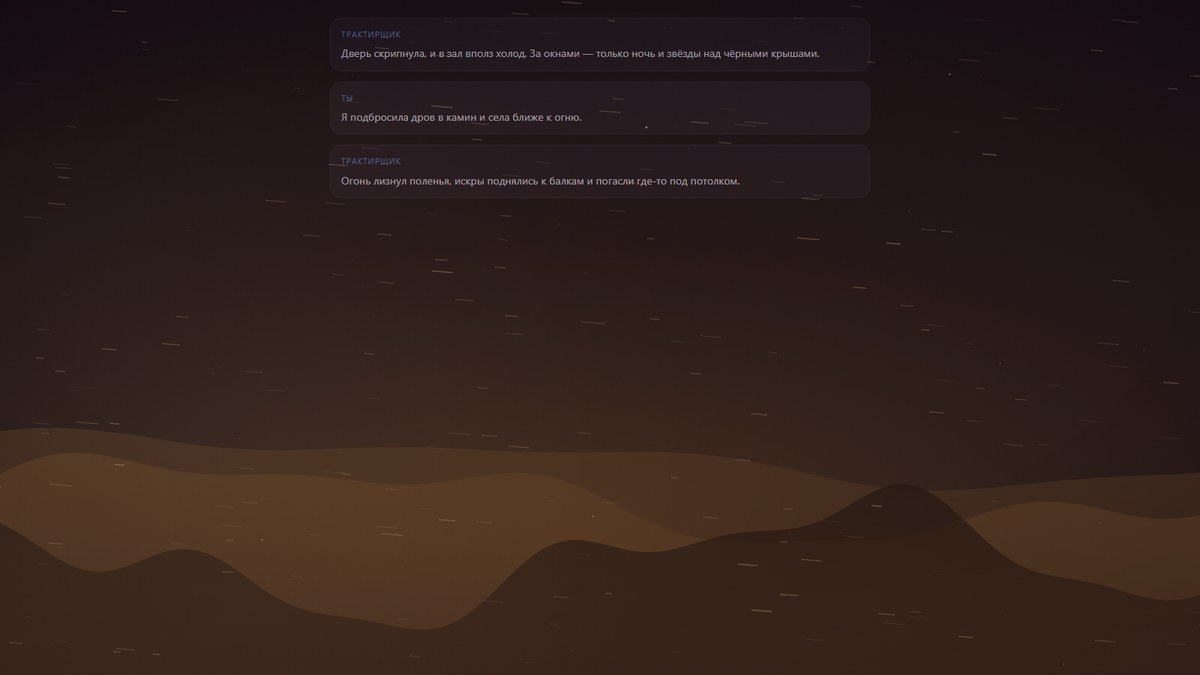 ТРАКТИРЩИК
Дверь скрипнула, и в зал вполз холод. За окнами — только ночь и звёзды над чёрными крышами.
ТЫ
Я подбросила дров в камин и села ближе к огню.
ТРАКТИРЩИК
Огонь лизнул поленья, искры поднялись к балкам и погасли где-то под потолком.